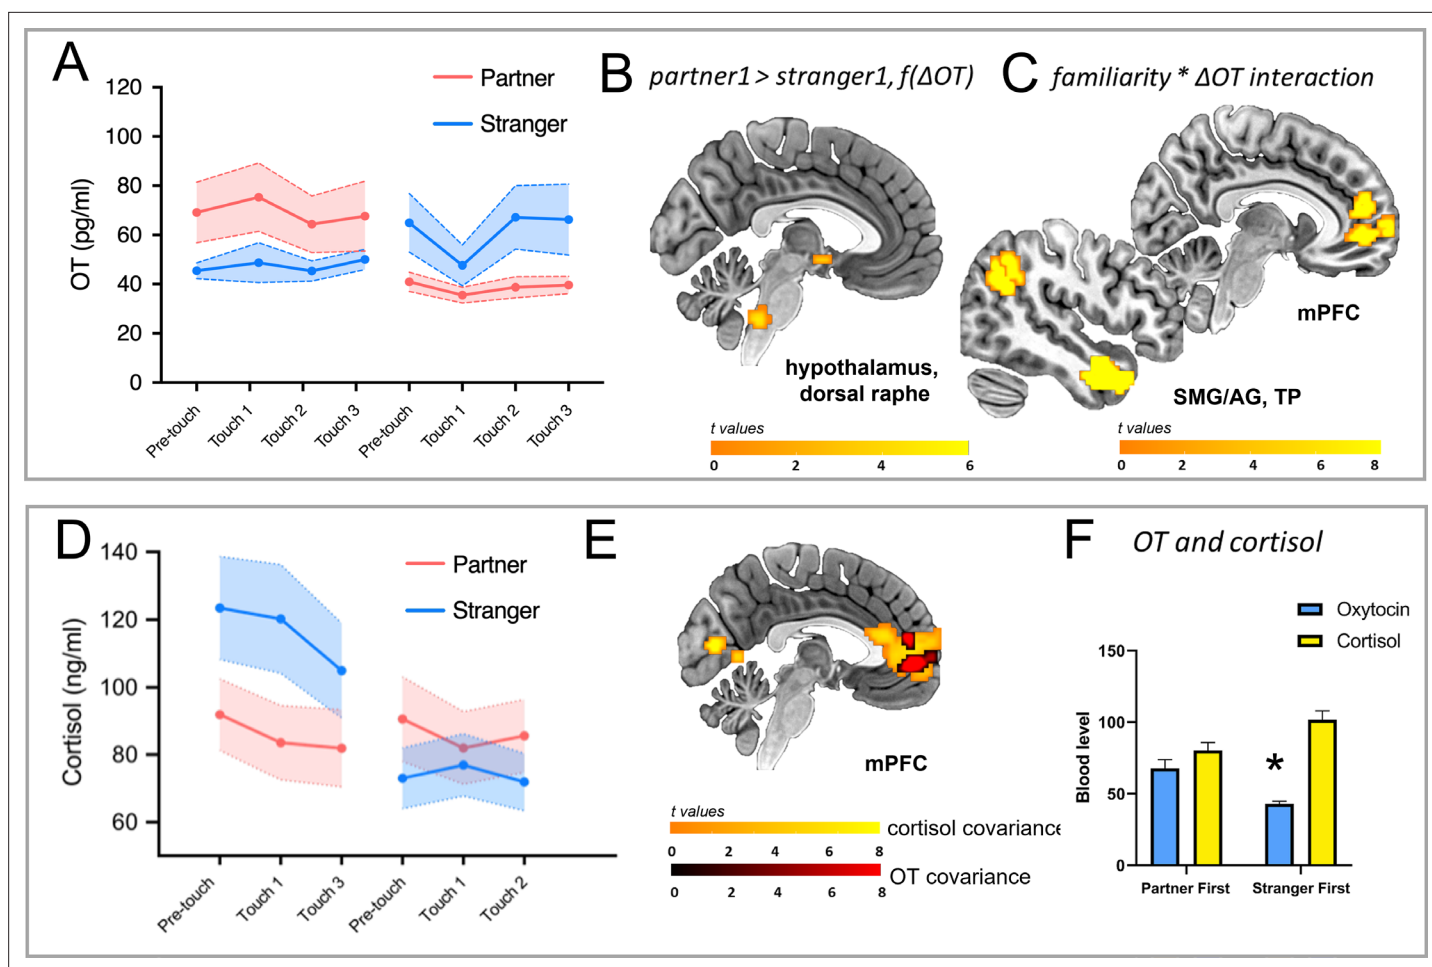 A
Partner
Stranger
120
100
80
60
40
20
0
OT (pg/ml)
Pre-touch
Touch 1
Touch 2
Touch 3
Pre-touch
Touch 1
Touch 2
Touch 3
B
partner1 > stranger1, f(ΔOT)
hypothalamus,
dorsal raphe
t values
0 2 4 6
C
familiarity * ΔOT interaction
mPFC
SMG/AG, TP
t values
0 2 4 6 8
D
Partner
Stranger
140
120
100
80
60
Cortisol (ng/ml)
Pre-touch
Touch 1
Touch 3
Pre-touch
Touch 1
Touch 2
E
mPFC
t values
cortisol covariance
0 2 4 6 8
OT covariance
0 2 4 6 8
F
OT and cortisol
Oxytocin
Cortisol
150
100
50
0
Blood level
*
Partner First
Stranger First